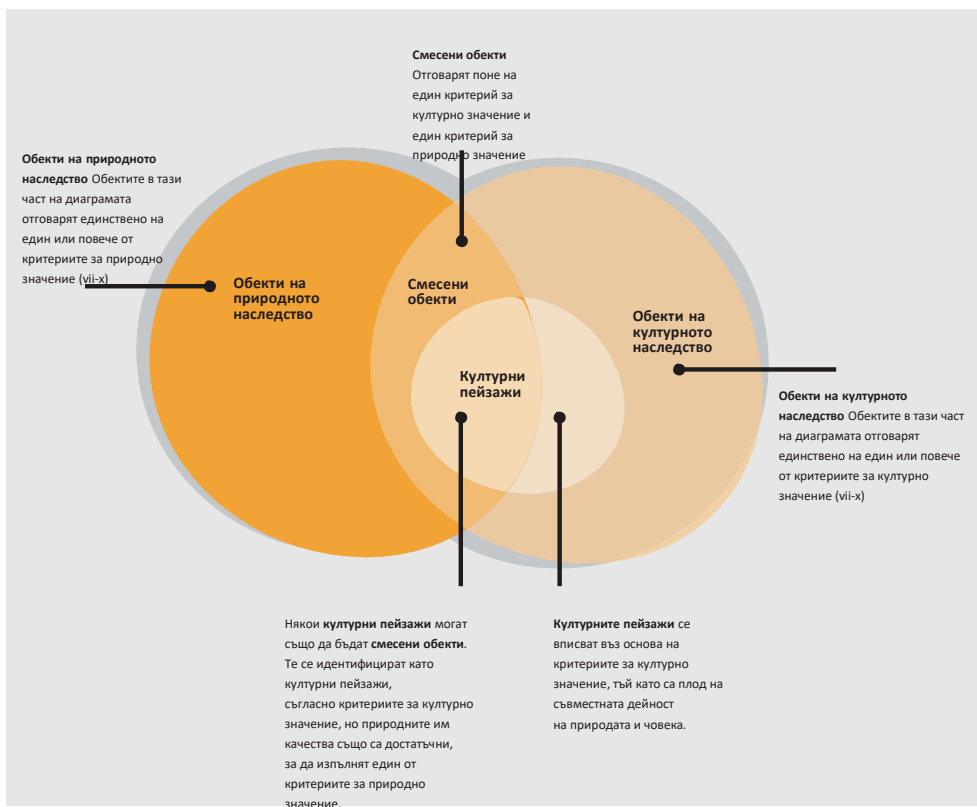 Смесени обекти
Отговарят поне на
един критерий за
културно значение и
един критерий за
природно значение
Обекти на природното
наследство Обектите в тази
част на диаграмата
отговарят единствено на
един или повече от
критериите за природно
значение (vii-x)
Обекти на
природното
наследство
Смесени
обекти
Обекти на
културното
наследство
Културни
пейзажи
Обекти на културното
наследство Обектите в тази част
на диаграмата отговарят
единствено на един или повече
от критериите за културно
значение (vii-x)
Някои културни пейзажи могат
също да бъдат смесени обекти.
Те се идентифицират като
културни пейзажи,
съгласно критериите за културно
значение, но природните им
качества също са достатъчни,
за да изпълнят един от
критериите за природно
значение.
Културните пейзажи се
вписват въз основа на
критериите за културно
значение, тъй като са плод на
съвместната дейност
на природата и човека.